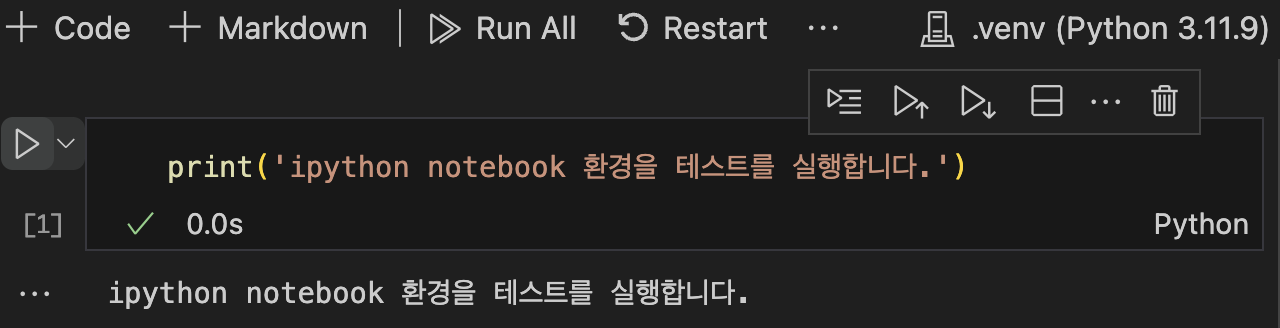 Code Markdown Run All Restart ... .venv (Python 3.11.9)
print('ipython notebook 환경을 테스트를 실행합니다.')
[1] 0.0s Python
ipython notebook 환경을 테스트를 실행합니다.